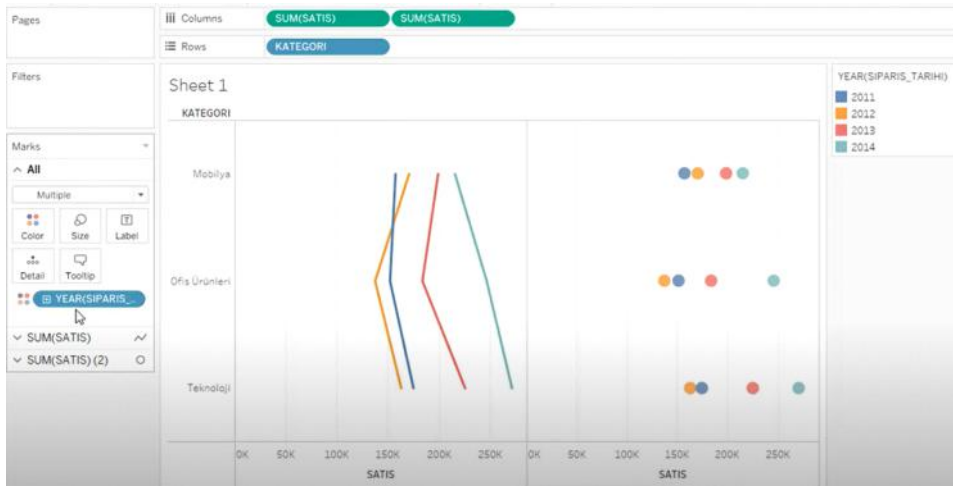 Pages
Columns
SUM(SATIS)
SUM(SATIS)
Rows
KATEGORI
Filters
Marks
All
Multiple
Color
Size
Label
Detail
Tooltip
YEAR(SIPARIS_...
SUM(SATIS)
SUM(SATIS) (2)
Sheet 1
KATEGORI
Mobilya
Ofis Ürünleri
Teknoloji
0K 50K 100K 150K 200K 250K 0K 50K 100K 150K 200K 250K
SATIS SATIS
YEAR(SIPARIS_TARIHI)
2011
2012
2013
2014